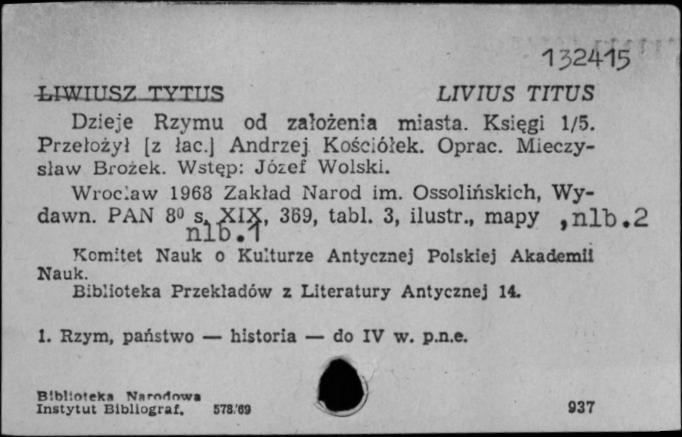 132415
LIWIUSZ TYTUS LIVIUS TITUS
Dzieje Rzymu od założenia miasta. Księgi 1/5.
Przełożył [z łac.] Andrzej Kościółek. Oprac. Mieczy-
sław Brożek. Wstęp: Józef Wolski.
Wrocław 1968 Zakład Narod im. Ossolińskich, Wy-
dawn. PAN 8⁰ s. XIX, 369, tabl. 3, ilustr., mapy , nlb. 2
nlb. 1
Komitet Nauk o Kulturze Antycznej Polskiej Akademii
Nauk.
Biblioteka Przekładów z Literatury Antycznej 14.
1. Rzym, państwo — historia — do IV w. p.n.e.
Biblioteka Narodowa
Instytut Bibliograf. 578/69 937